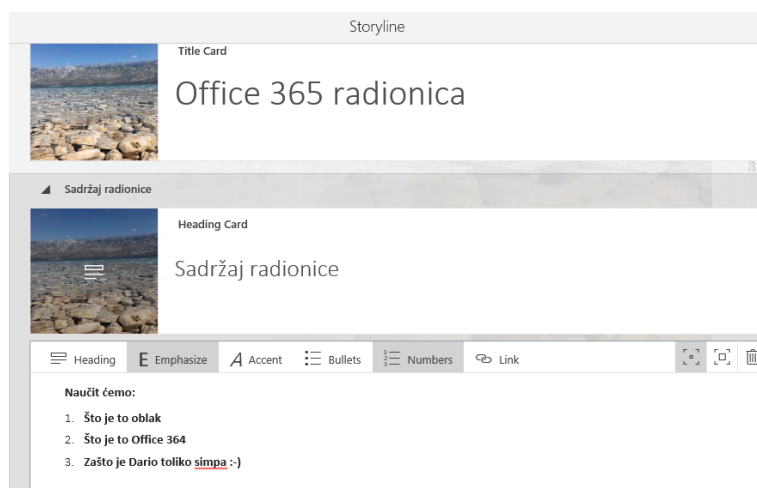 Storyline
Title Card
Office 365 radionica
3
Sadržaj radionice
Heading Card
Sadržaj radionice
Heading E Emphasize A Accent Bullets Numbers Link
Naučit ćemo:
1. Što je to oblak
2. Što je to Office 364
3. Zašto je Dario toliko simpa :-)